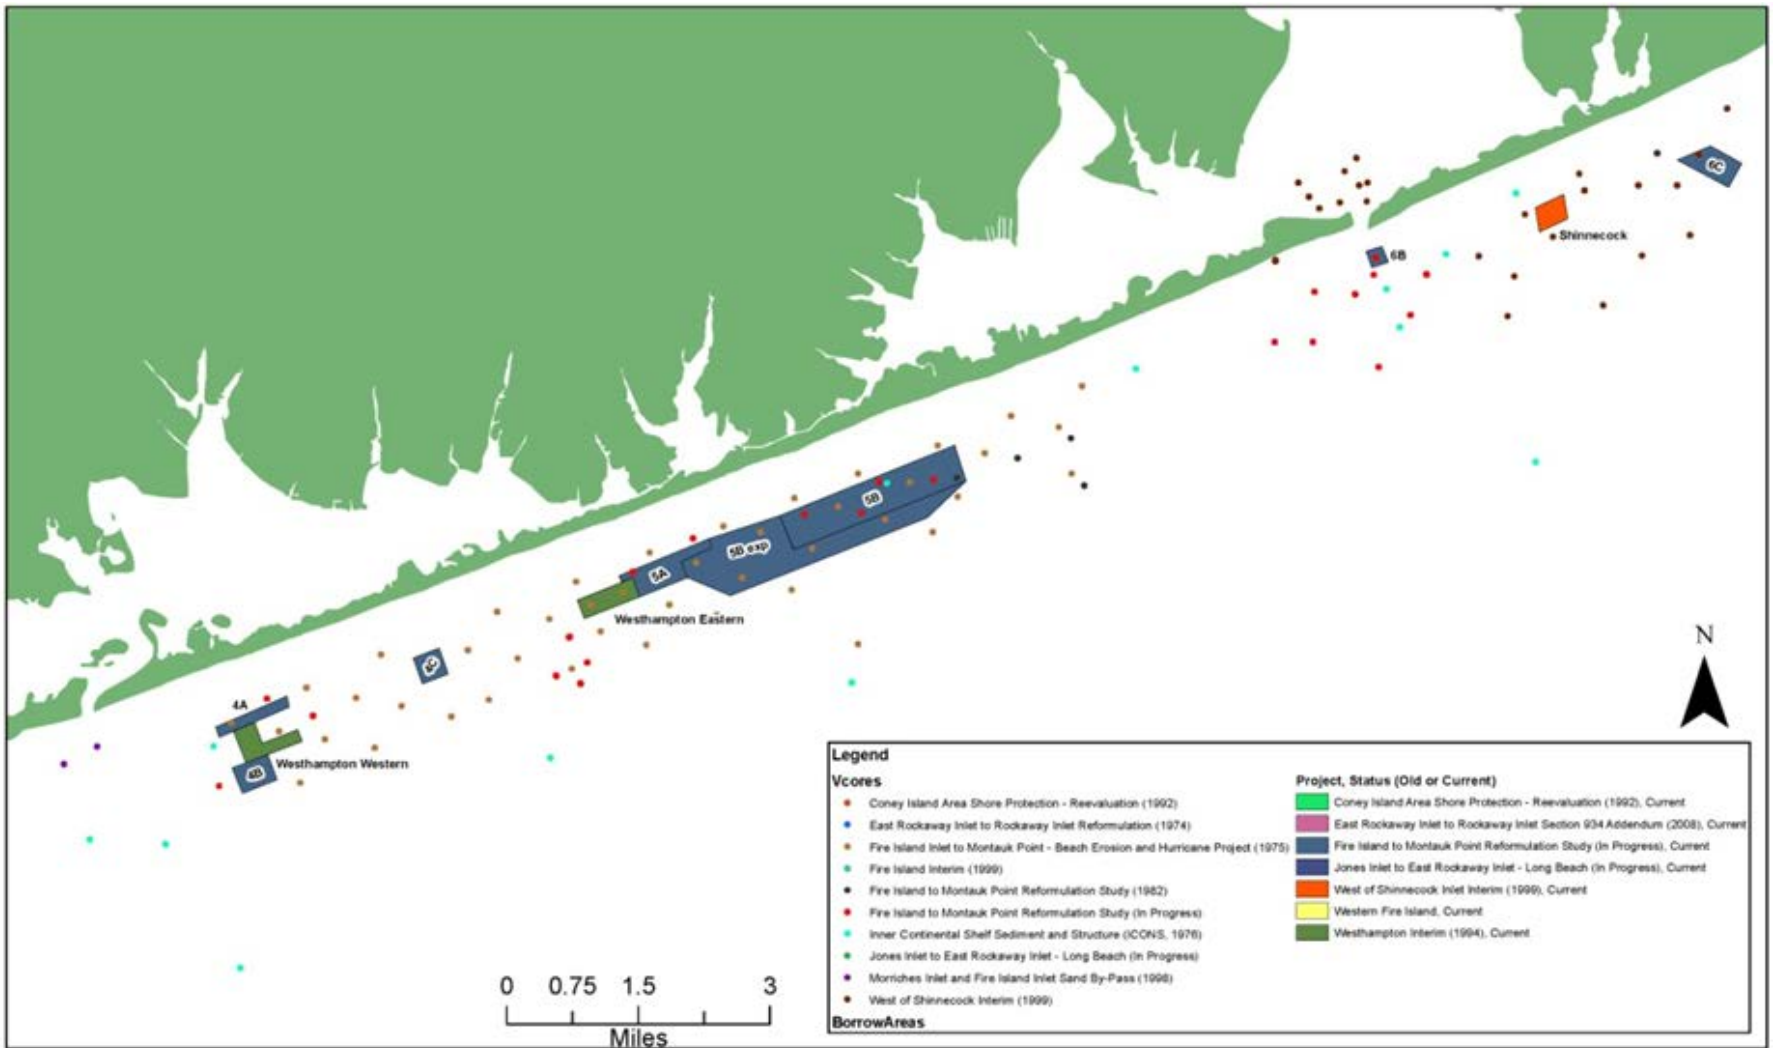 6C
Shinnecock
6B
5B
5B exp
5A
Westhampton Eastern
4C
4A
Westhampton Western
4B
N
Legend
Vcores
Coney Island Area Shore Protection - Reevaluation (1992)
East Rockaway Inlet to Rockaway Inlet Reformulation (1974)
Fire Island Inlet to Montauk Point - Beach Erosion and Hurricane Project (1975)
Fire Island Interim (1999)
Fire Island to Montauk Point Reformulation Study (1982)
Fire Island to Montauk Point Reformulation Study (In Progress)
Inner Continental Shelf Sediment and Structure (ICONS, 1976)
Jones Inlet to East Rockaway Inlet - Long Beach (In Progress)
Morriches Inlet and Fire Island Inlet Sand By-Pass (1998)
West of Shinnecock Interim (1999)
BorrowAreas
Project, Status (Old or Current)
Coney Island Area Shore Protection - Reevaluation (1992), Current
East Rockaway Inlet to Rockaway Inlet Section 934 Addendum (2008), Current
Fire Island to Montauk Point Reformulation Study (In Progress), Current
Jones Inlet to East Rockaway Inlet - Long Beach (In Progress), Current
West of Shinnecock Inlet Interim (1999), Current
Western Fire Island, Current
Westhampton Interim (1994), Current
0 0.75 1.5 3
Miles